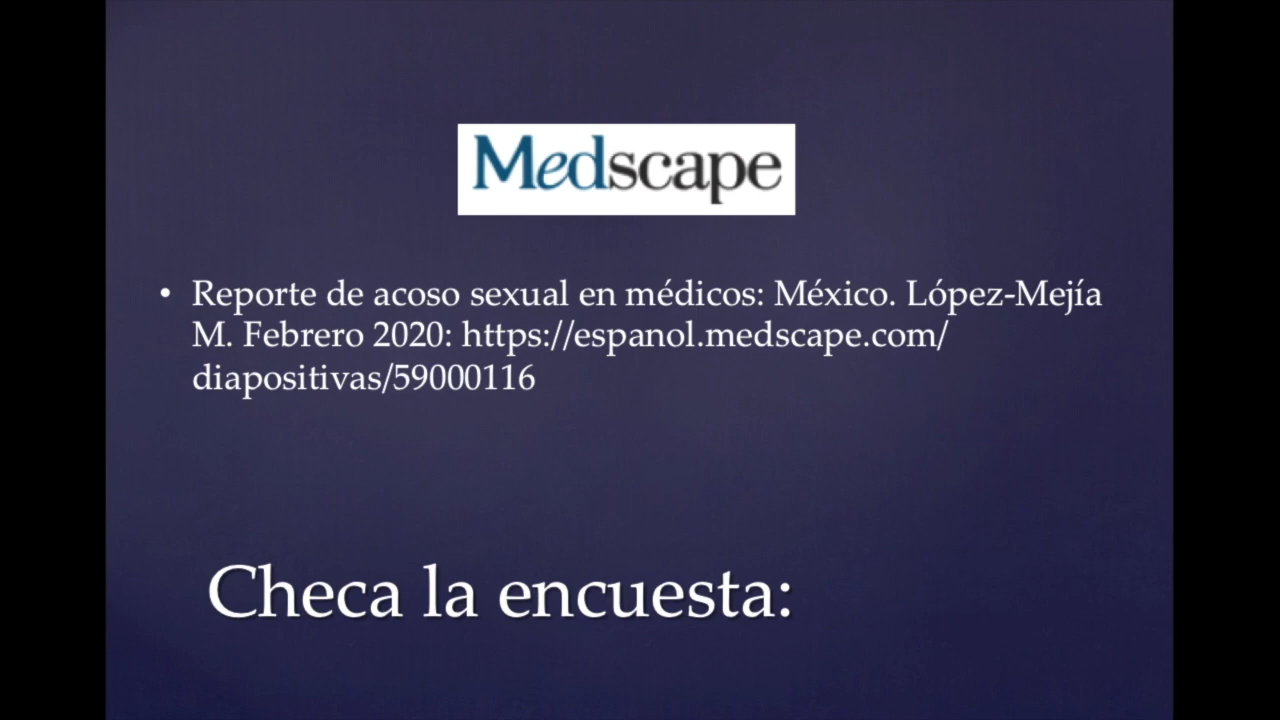 Medscape
• Reporte de acoso sexual en médicos: México. López-Mejía
M. Febrero 2020: https://espanol.medscape.com/
diapositivas/59000116
Checa la encuesta: